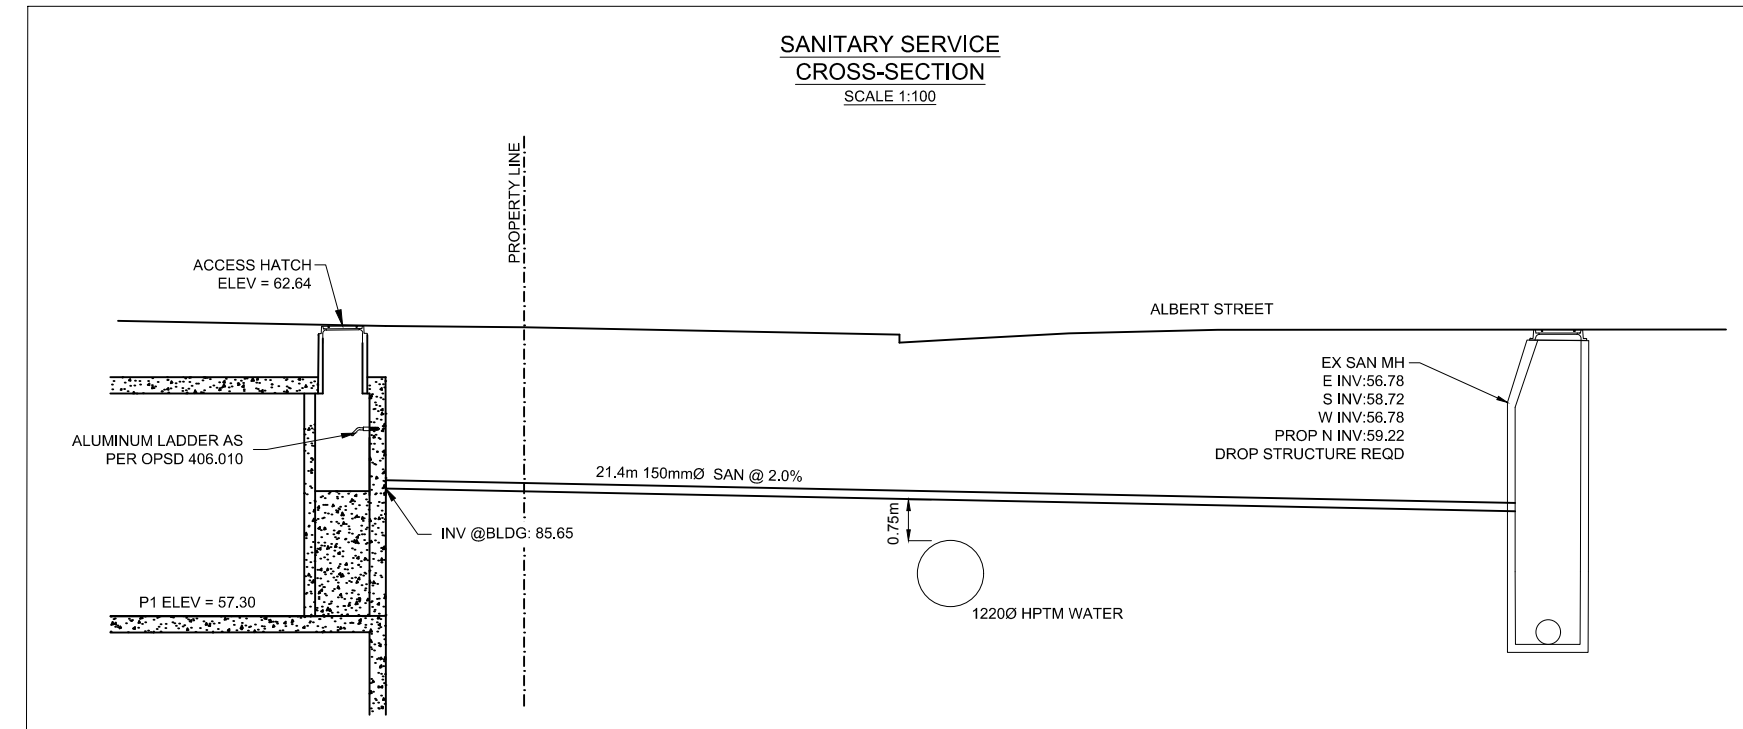 SANITARY SERVICE
CROSS-SECTION
SCALE 1:100
PROPERTY LINE
ACCESS HATCH
ELEV = 62.64
ALBERT STREET
EX SAN MH
E INV:56.78
S INV:58.72
W INV:56.78
PROP N INV:59.22
DROP STRUCTURE REQD
ALUMINUM LADDER AS
PER OPSD 406.010
21.4m 150mmØ SAN @ 2.0%
0.75m
INV @BLDG: 85.65
P1 ELEV = 57.30
1220Ø HPTM WATER